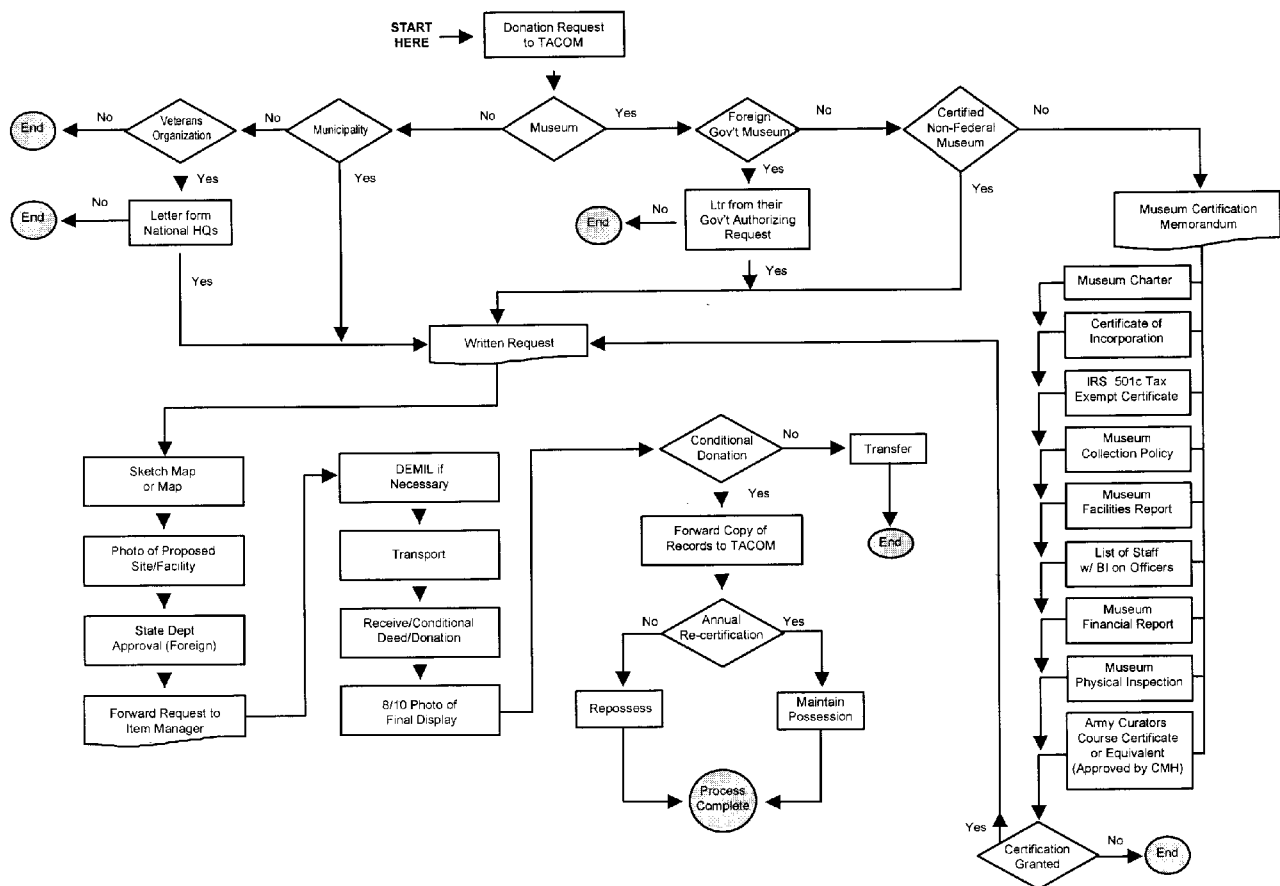 START
HERE
Donation Request
to TACOM
End
No
Veterans
Organization
No
Municipality
No
Museum
Yes
Foreign
Gov't Museum
No
Certified
Non-Federal
Museum
No
Yes
Yes
Yes
Yes
End
No
Letter form
National HQs
End
No
Ltr from their
Gov't Authorizing
Request
Museum Certification
Memorandum
Yes
Yes
Written Request
Museum Charter
Certificate of
Incorporation
IRS 501c Tax
Exempt Certificate
Museum
Collection Policy
Museum
Facilities Report
List of Staff
w/ BI on Officers
Museum
Financial Report
Museum
Physical Inspection
Army Curators
Course Certificate
or Equivalent
(Approved by CMH)
Sketch Map
or Map
Photo of Proposed
Site/Facility
State Dept
Approval (Foreign)
Forward Request to
Item Manager
DEMIL if
Necessary
Transport
Receive/Conditional
Deed/Donation
8/10 Photo of
Final Display
Conditional
Donation
No
Transfer
End
Yes
Forward Copy of
Records to TACOM
No
Annual
Re-certification
Yes
Repossess
Maintain
Possession
Process
Complete
Yes
Certification
Granted
No
End